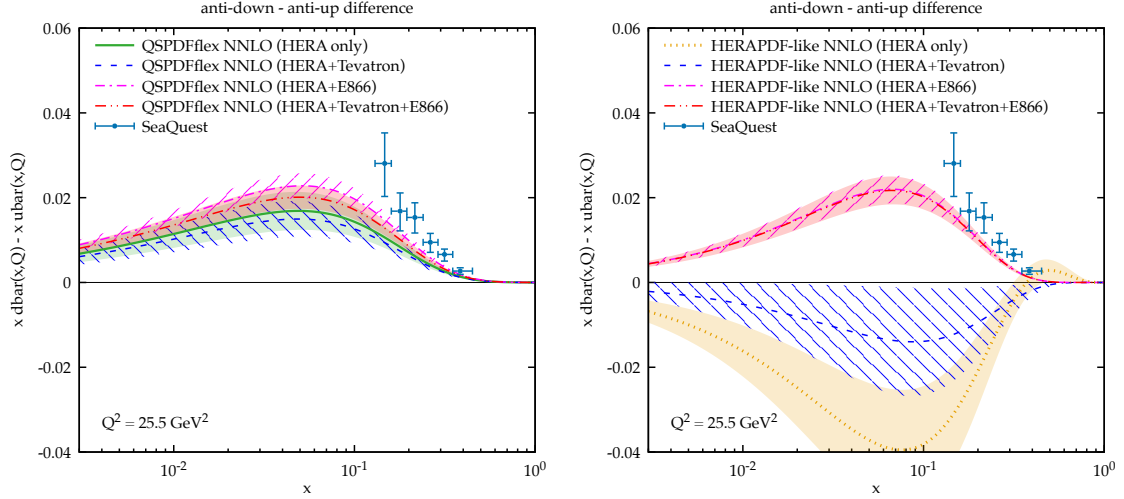 anti-down - anti-up difference
x dbar(x,Q) - x ubar(x,Q)
0.06
0.04
0.02
0
-0.02
-0.04
QSPDFflex NNLO (HERA only)
QSPDFflex NNLO (HERA+Tevatron)
QSPDFflex NNLO (HERA+E866)
QSPDFflex NNLO (HERA+Tevatron+E866)
SeaQuest
Q² = 25.5 GeV²
10⁻² 10⁻¹ 10⁰
x
anti-down - anti-up difference
x dbar(x,Q) - x ubar(x,Q)
0.06
0.04
0.02
0
-0.02
-0.04
HERAPDF-like NNLO (HERA only)
HERAPDF-like NNLO (HERA+Tevatron)
HERAPDF-like NNLO (HERA+E866)
HERAPDF-like NNLO (HERA+Tevatron+E866)
SeaQuest
Q² = 25.5 GeV²
10⁻² 10⁻¹ 10⁰
x